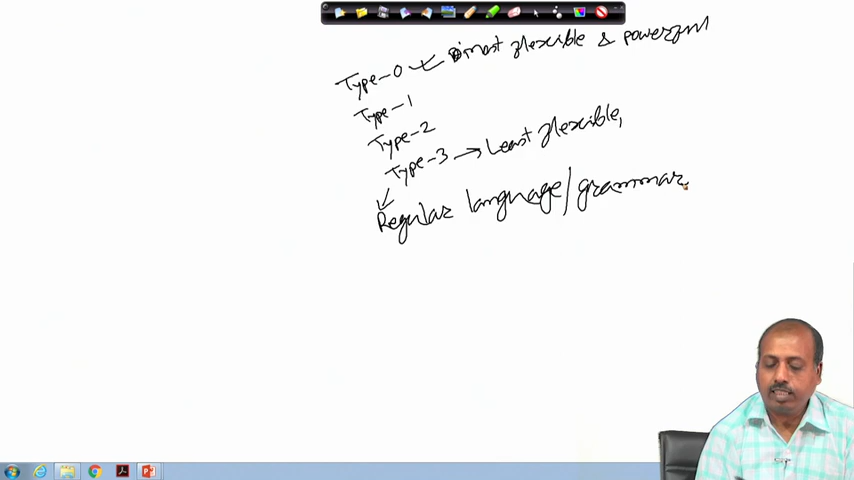 Type-0 ← most flexible & powerful
Type-1
Type-2
Type-3 → Least flexible,
Regular language/grammar